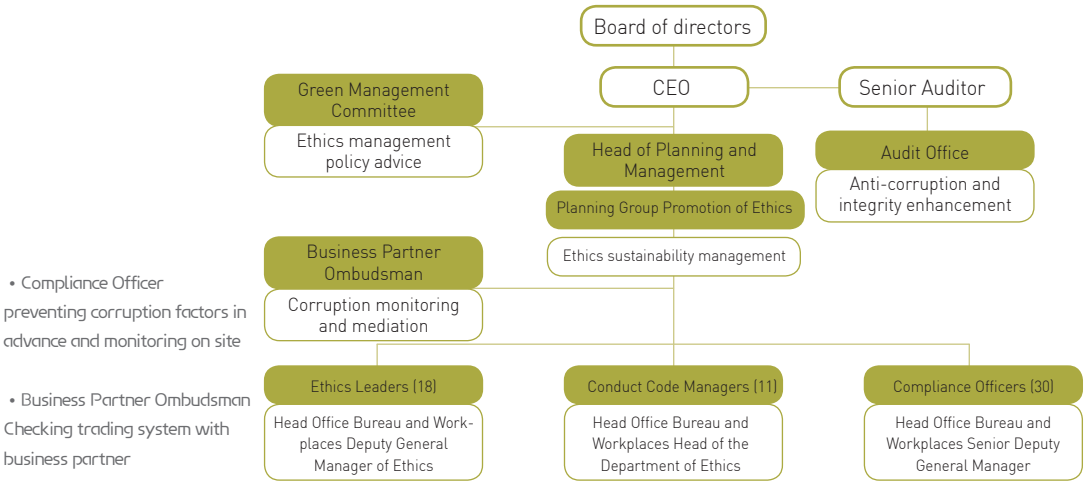 Board of directors
CEO
Senior Auditor
Green Management
Committee
Ethics management
policy advice
Head of Planning and
Management
Audit Office
Anti-corruption and
integrity enhancement
Planning Group Promotion of Ethics
Ethics sustainability management
Business Partner
Ombudsman
Corruption monitoring
and mediation
• Compliance Officer
preventing corruption factors in
advance and monitoring on site
• Business Partner Ombudsman
Checking trading system with
business partner
Ethics Leaders (18)
Head Office Bureau and Work-
places Deputy General
Manager of Ethics
Conduct Code Managers (11)
Head Office Bureau and
Workplaces Head of the
Department of Ethics
Compliance Officers (30)
Head Office Bureau and
Workplaces Senior Deputy
General Manager